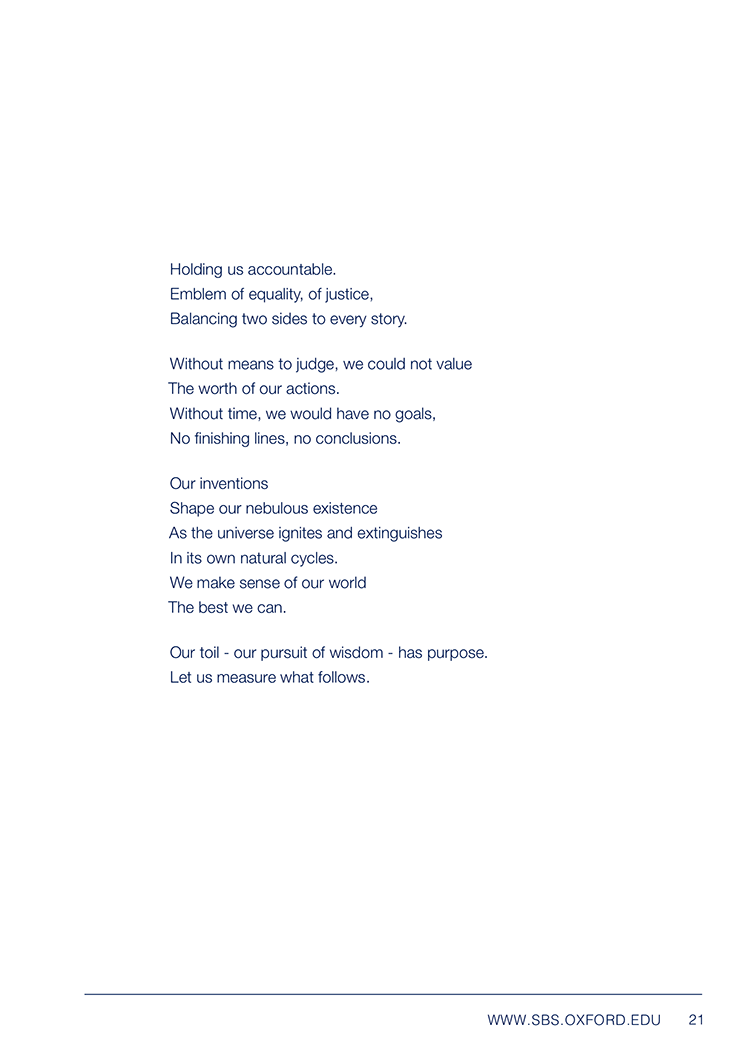 Holding us accountable.
Emblem of equality, of justice,
Balancing two sides to every story.
Without means to judge, we could not value
The worth of our actions.
Without time, we would have no goals,
No finishing lines, no conclusions.
Our inventions
Shape our nebulous existence
As the universe ignites and extinguishes
In its own natural cycles.
We make sense of our world
The best we can.
Our toil - our pursuit of wisdom - has purpose.
Let us measure what follows.
WWW.SBS.OXFORD.EDU 21